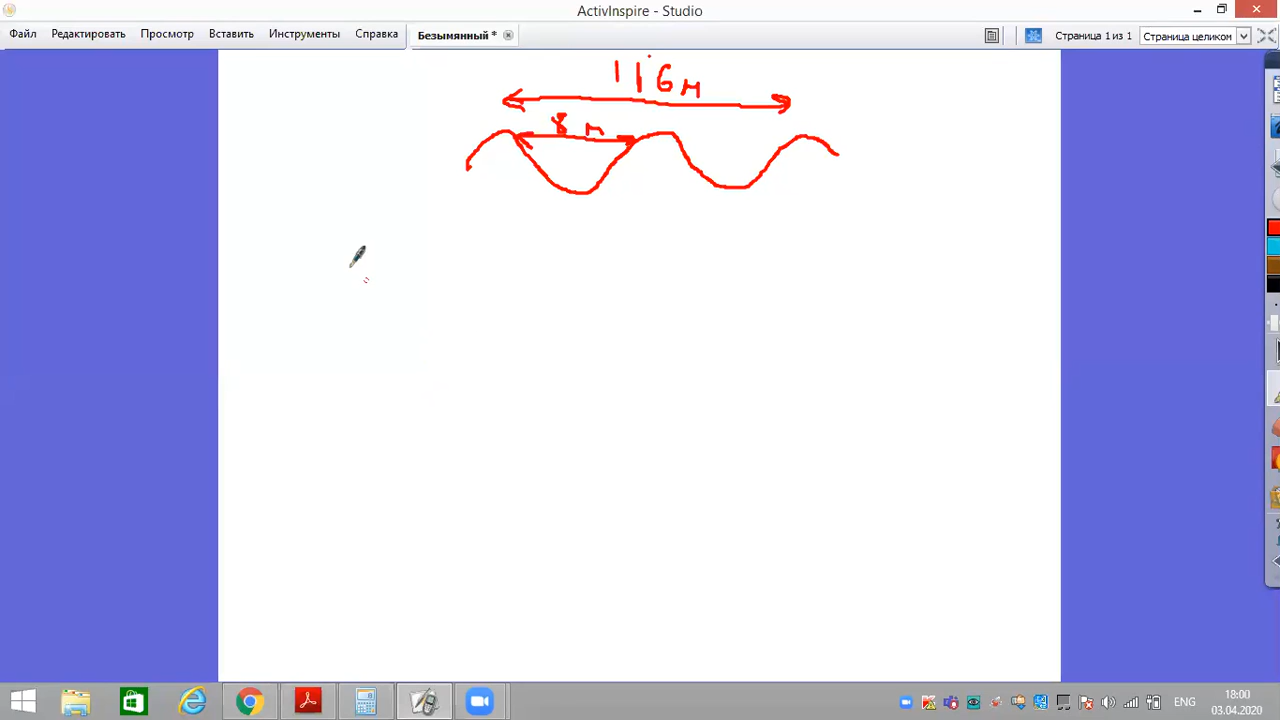 ActivInspire - Studio
Файл Редактировать Просмотр Вставить Инструменты Справка Безымянный * Страница 1 из 1 Страница целиком
116м
8 м
ENG
18:00
03.04.2020